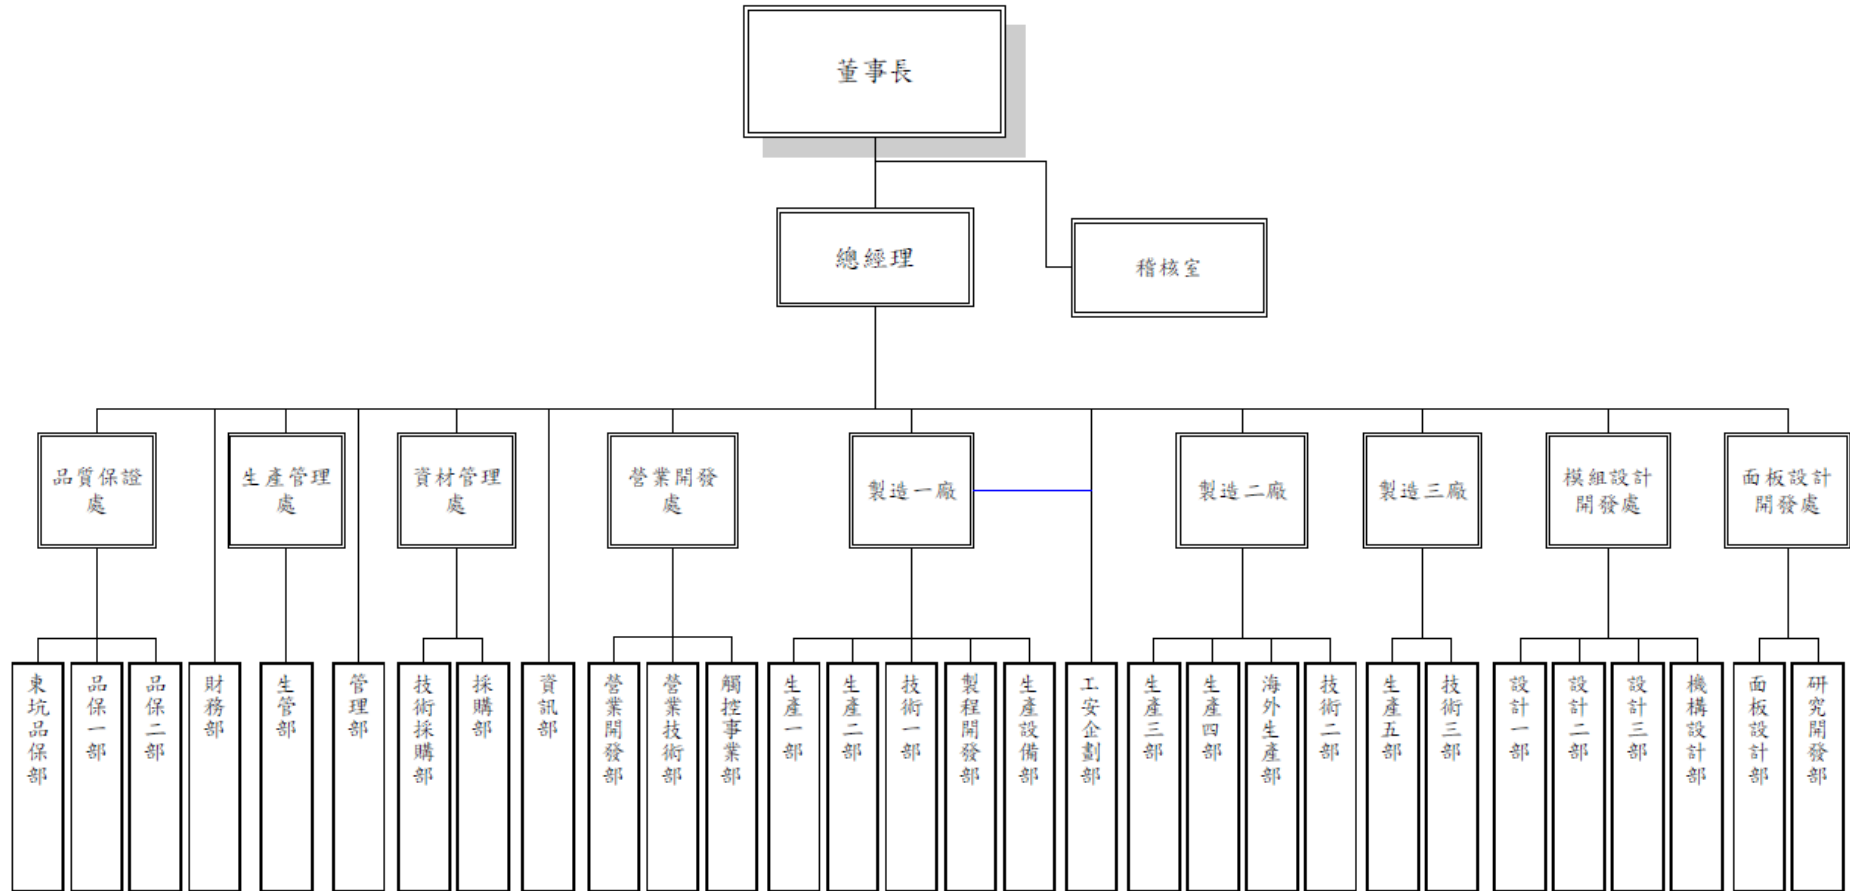 董事長
總經理
稽核室
品質保證
處
生產管理
處
資材管理
處
營業開發
處
製造一廠
製造二廠
製造三廠
模組設計
開發處
面板設計
開發處
東坑品保部
品保一部
品保二部
財務部
生管部
管理部
技術採購部
採購部
資訊部
營業開發部
營業技術部
觸控事業部
生產一部
生產二部
技術一部
製程開發部
生產設備部
工安企劃部
生產三部
生產四部
海外生產部
技術二部
生產五部
技術三部
設計一部
設計二部
設計三部
機構設計部
面板設計部
研究開發部